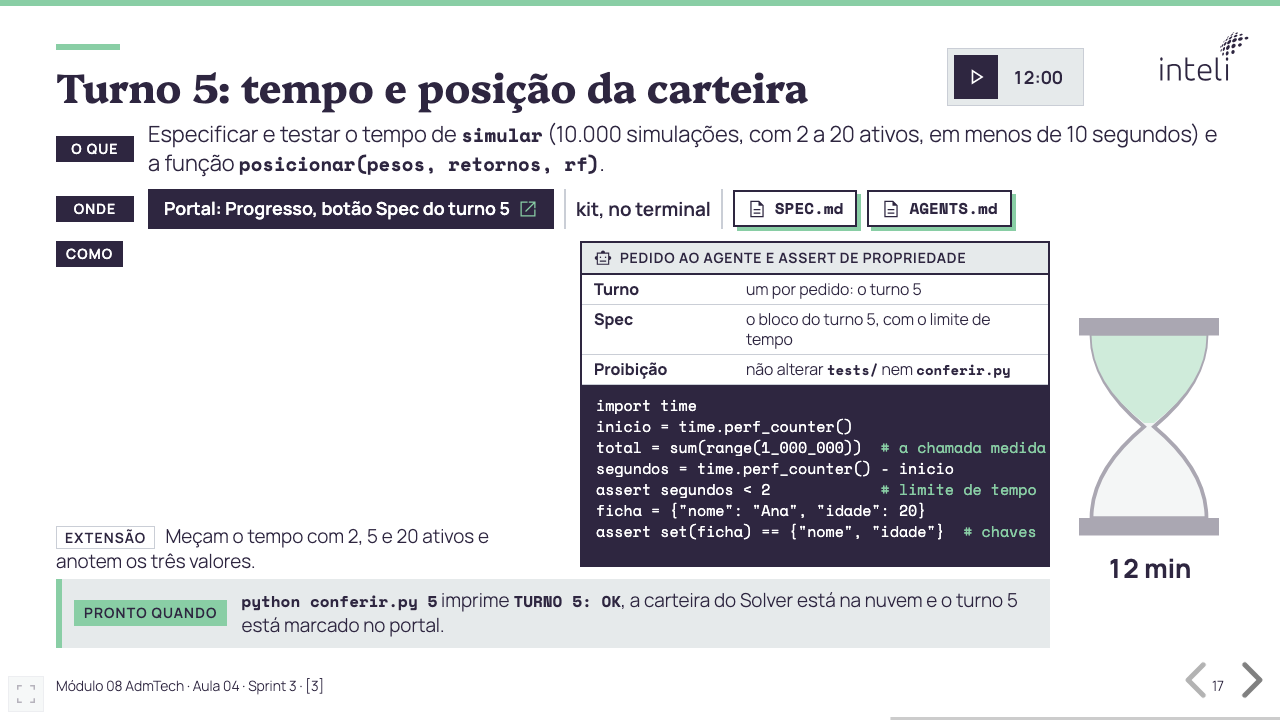 Turno 5: tempo e posição da carteira
12:00
inteli
O QUE
Especificar e testar o tempo de simular (10.000 simulações, com 2 a 20 ativos, em menos de 10 segundos) e
a função posicionar(pesos, retornos, rf).
ONDE
Portal: Progresso, botão Spec do turno 5
kit, no terminal
SPEC.md
AGENTS.md
COMO
PEDIDO AO AGENTE E ASSERT DE PROPRIEDADE
Turno um por pedido: o turno 5
Spec o bloco do turno 5, com o limite de
tempo
Proibição não alterar tests/ nem conferir.py
import time
inicio = time.perf_counter()
total = sum(range(1_000_000))  # a chamada medida
segundos = time.perf_counter() - inicio
assert segundos < 2            # limite de tempo
ficha = {"nome": "Ana", "idade": 20}
assert set(ficha) == {"nome", "idade"}  # chaves
EXTENSÃO Meçam o tempo com 2, 5 e 20 ativos e
anotem os três valores.
12 min
PRONTO QUANDO
python conferir.py 5 imprime TURNO 5: OK, a carteira do Solver está na nuvem e o turno 5
está marcado no portal.
Módulo 08 AdmTech · Aula 04 · Sprint 3 · [3]
17